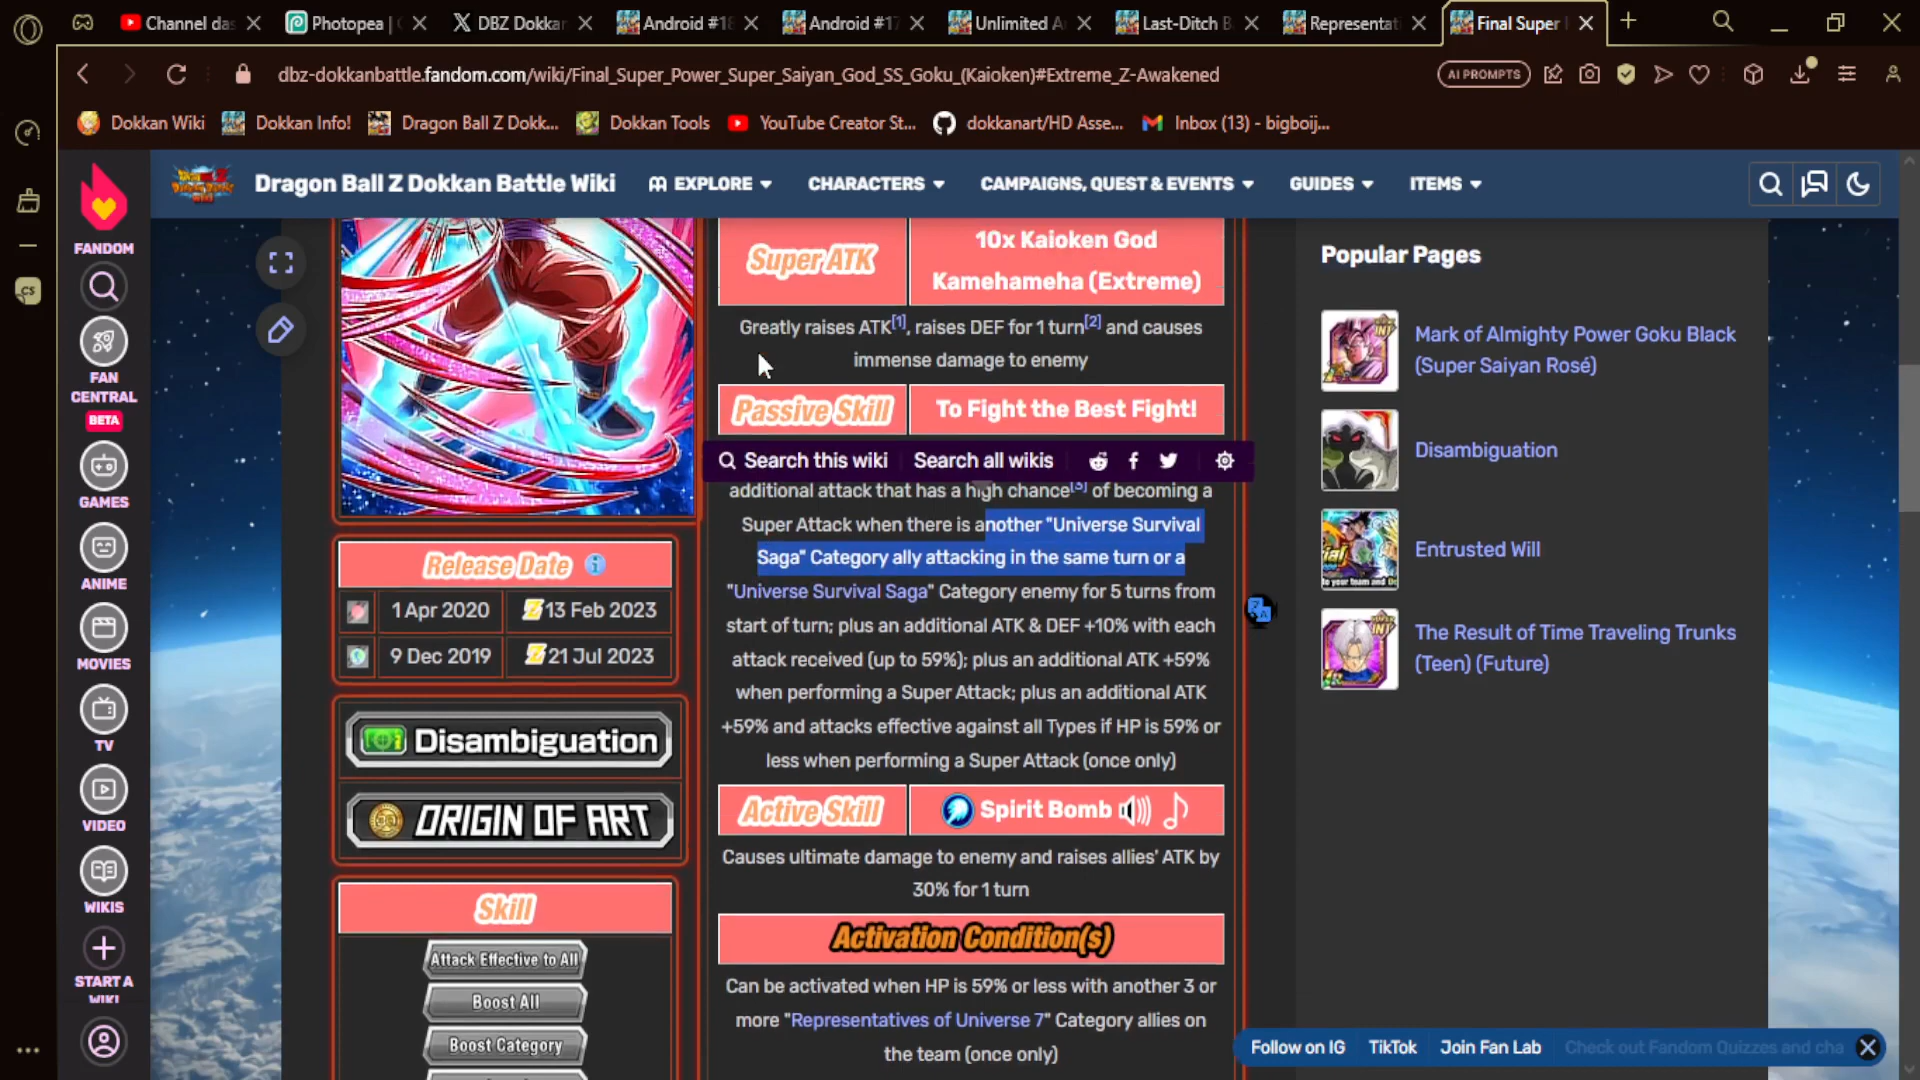 Channel das
Photopea |
DBZ Dokkan
Android #18
Android #17
Unlimited A
Last-Ditch B
Representati
Final Super
dbz-dokkanbattle.fandom.com/wiki/Final_Super_Power_Super_Saiyan_God_SS_Goku_(Kaioken)#Extreme_Z-Awakened
AI PROMPTS
Dokkan Wiki
Dokkan Info!
Dragon Ball Z Dokk...
Dokkan Tools
YouTube Creator St...
dokkanart/HD Asse...
Inbox (13) - bigboij...
Dragon Ball Z Dokkan Battle Wiki
EXPLORE
CHARACTERS
CAMPAIGNS, QUEST & EVENTS
GUIDES
ITEMS
CS
FANDOM
FAN
CENTRAL
BETA
GAMES
ANIME
MOVIES
TV
VIDEO
WIKIS
START A
WIKI
Release Date
1 Apr 2020
Z 13 Feb 2023
9 Dec 2019
Z 21 Jul 2023
Disambiguation
ORIGIN OF ART
Skill
Attack Effective to All
Boost All
Boost Category
Super ATK
10x Kaioken God
Kamehameha (Extreme)
Greatly raises ATK[1], raises DEF for 1 turn[2] and causes
immense damage to enemy
Passive Skill
To Fight the Best Fight!
Search this wiki
Search all wikis
additional attack that has a high chance[3] of becoming a
Super Attack when there is another "Universe Survival
Saga" Category ally attacking in the same turn or a
"Universe Survival Saga" Category enemy for 5 turns from
start of turn; plus an additional ATK & DEF +10% with each
attack received (up to 59%); plus an additional ATK +59%
when performing a Super Attack; plus an additional ATK
+59% and attacks effective against all Types if HP is 59% or
less when performing a Super Attack (once only)
Active Skill
Spirit Bomb
Causes ultimate damage to enemy and raises allies' ATK by
30% for 1 turn
Activation Condition(s)
Can be activated when HP is 59% or less with another 3 or
more "Representatives of Universe 7" Category allies on
the team (once only)
Popular Pages
Mark of Almighty Power Goku Black
(Super Saiyan Rosé)
Disambiguation
Entrusted Will
The Result of Time Traveling Trunks
(Teen) (Future)
Follow on IG
TikTok
Join Fan Lab
Check out Fandom Quizzes and cha